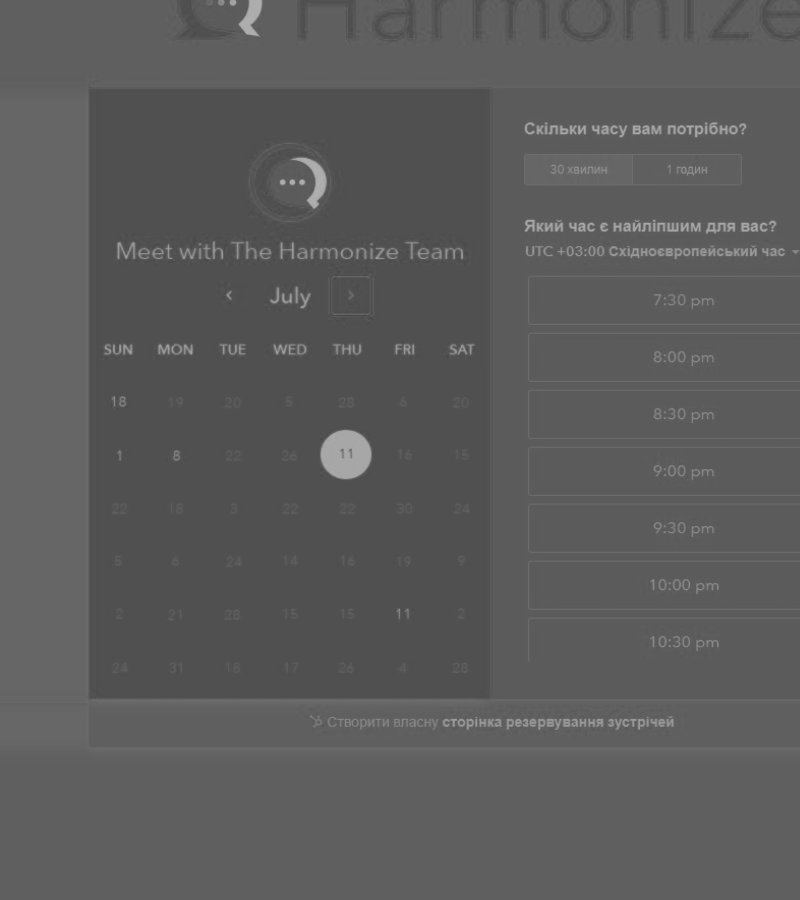 Harmonize
Meet with The Harmonize Team
July
SUN MON TUE WED THU FRI SAT
18 19 20 5 28 6 20
1 8 22 26 11 16 15
22 18 3 22 22 30 24
5 6 24 14 16 19 9
2 21 28 15 15 11 2
24 31 18 17 26 4 28
Скільки часу вам потрібно?
30 хвилин 1 годин
Який час є найліпшим для вас?
UTC +03:00 Східноєвропейський час
7:30 pm
8:00 pm
8:30 pm
9:00 pm
9:30 pm
10:00 pm
10:30 pm
Створити власну сторінка резервування зустрічей